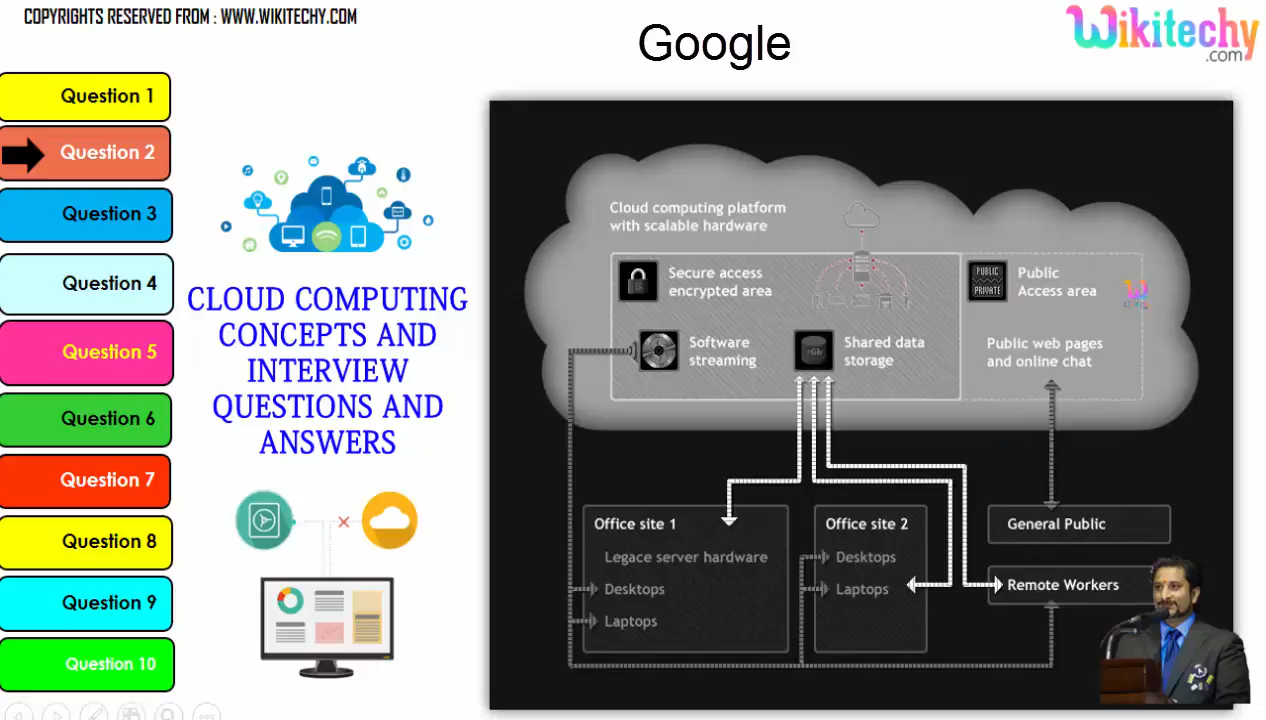 COPYRIGHTS RESERVED FROM : WWW.WIKITECHY.COM
Google
Wikitechy
.com
Question 1
Question 2
Question 3
Question 4
Question 5
Question 6
Question 7
Question 8
Question 9
Question 10
CLOUD COMPUTING
CONCEPTS AND
INTERVIEW
QUESTIONS AND
ANSWERS
Cloud computing platform
with scalable hardware
Secure access
encrypted area
PUBLIC
PRIVATE
Public
Access area
Software
streaming
Shared data
storage
Public web pages
and online chat
Office site 1
Legace server hardware
Desktops
Laptops
Office site 2
Desktops
Laptops
General Public
Remote Workers